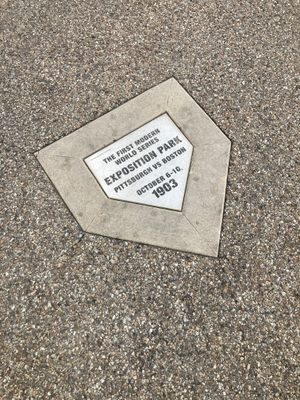 THE FIRST MODERN
WORLD SERIES
EXPOSITION PARK
PITTSBURGH VS BOSTON
OCTOBER 6-10,
1903